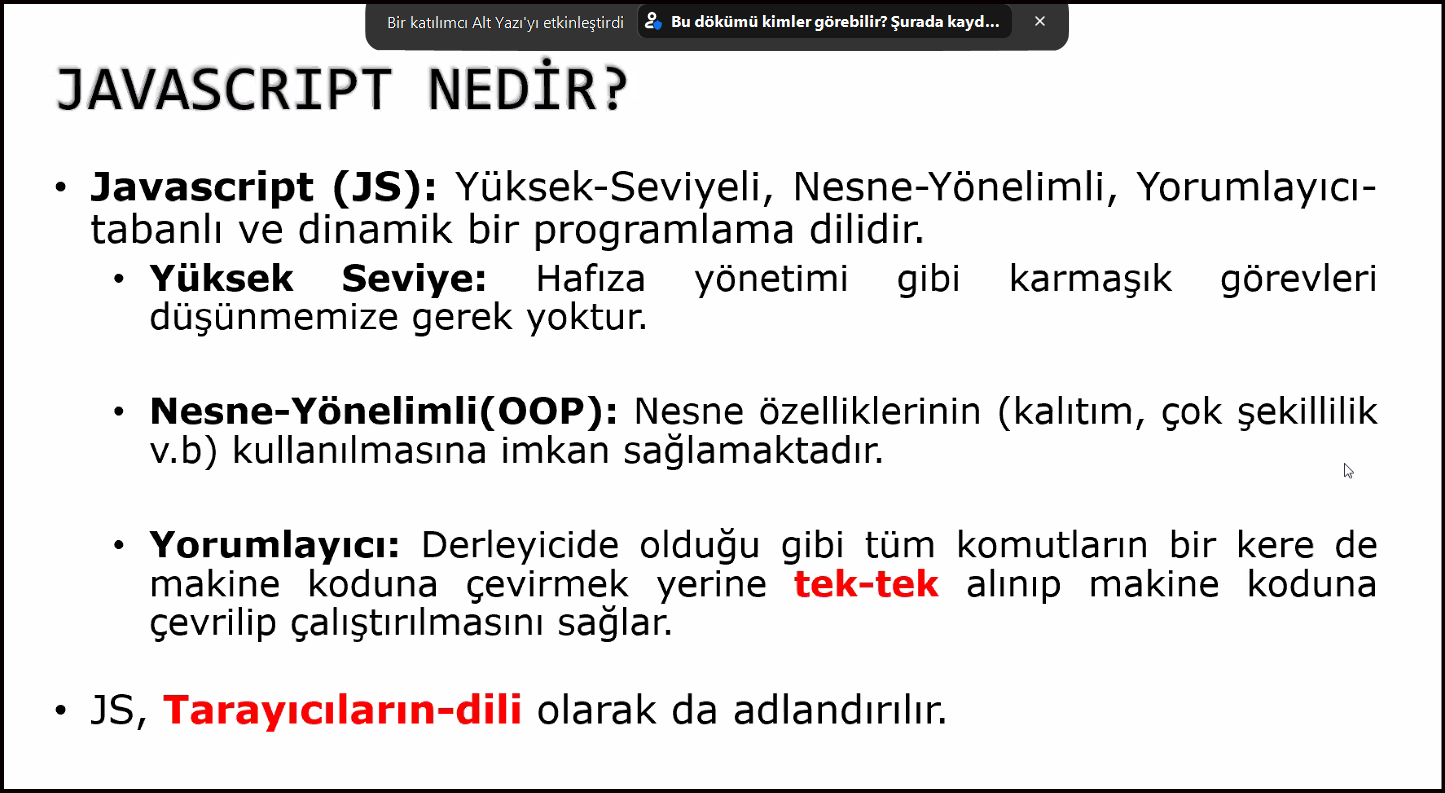 Bir katılımcı Alt Yazı'yı etkinleştirdi Bu dökümü kimler görebilir? Şurada kayd...
JAVASCRIPT NEDİR?
• Javascript (JS): Yüksek-Seviyeli, Nesne-Yönelimli, Yorumlayıcı-
tabanlı ve dinamik bir programlama dilidir.
• Yüksek Seviye: Hafıza yönetimi gibi karmaşık görevleri
düşünmemize gerek yoktur.
• Nesne-Yönelimli(OOP): Nesne özelliklerinin (kalıtım, çok şekillilik
v.b) kullanılmasına imkan sağlamaktadır.
• Yorumlayıcı: Derleyicide olduğu gibi tüm komutların bir kere de
makine koduna çevirmek yerine tek-tek alınıp makine koduna
çevrilip çalıştırılmasını sağlar.
• JS, Tarayıcıların-dili olarak da adlandırılır.